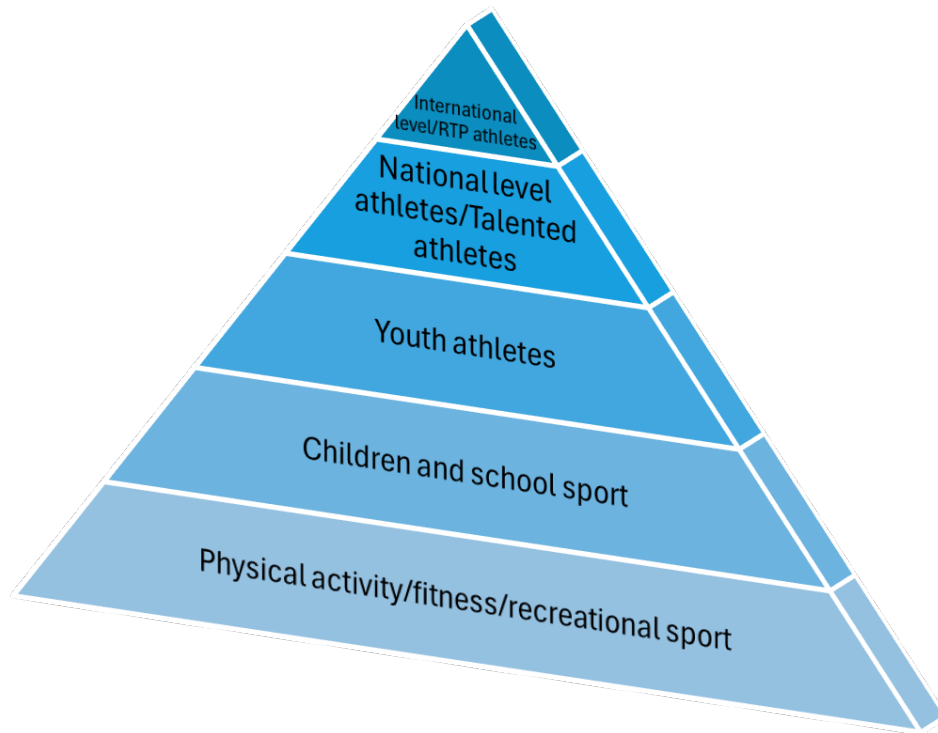 International
level/RTP athletes
National level
athletes/Talented
athletes
Youth athletes
Children and school sport
Physical activity/fitness/recreational sport